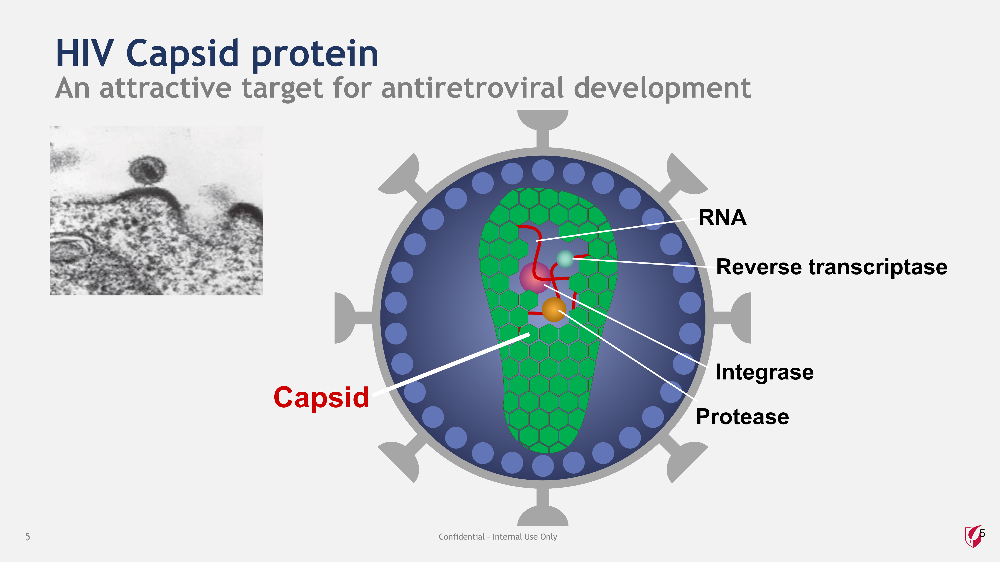 HIV Capsid protein
An attractive target for antiretroviral development
RNA
Reverse transcriptase
Integrase
Capsid
Protease
5
Confidential – Internal Use Only
5